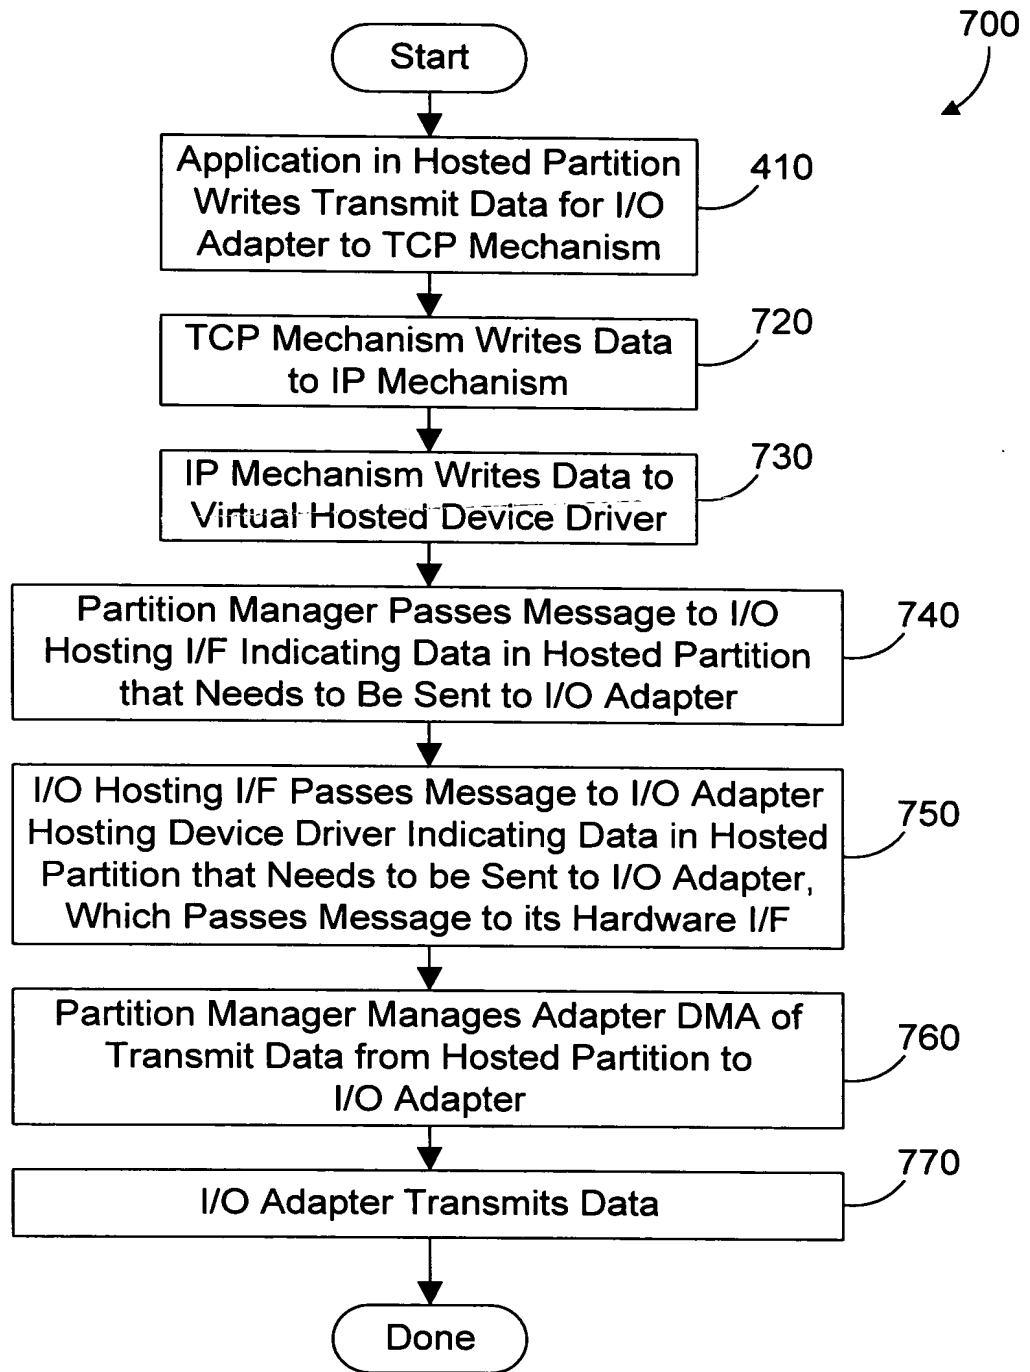 700
Start
Application in Hosted Partition
Writes Transmit Data for I/O
Adapter to TCP Mechanism
410
TCP Mechanism Writes Data
to IP Mechanism
720
IP Mechanism Writes Data to
Virtual Hosted Device Driver
730
Partition Manager Passes Message to I/O
Hosting I/F Indicating Data in Hosted Partition
that Needs to Be Sent to I/O Adapter
740
I/O Hosting I/F Passes Message to I/O Adapter
Hosting Device Driver Indicating Data in Hosted
Partition that Needs to be Sent to I/O Adapter,
Which Passes Message to its Hardware I/F
750
Partition Manager Manages Adapter DMA of
Transmit Data from Hosted Partition to
I/O Adapter
760
I/O Adapter Transmits Data
770
Done